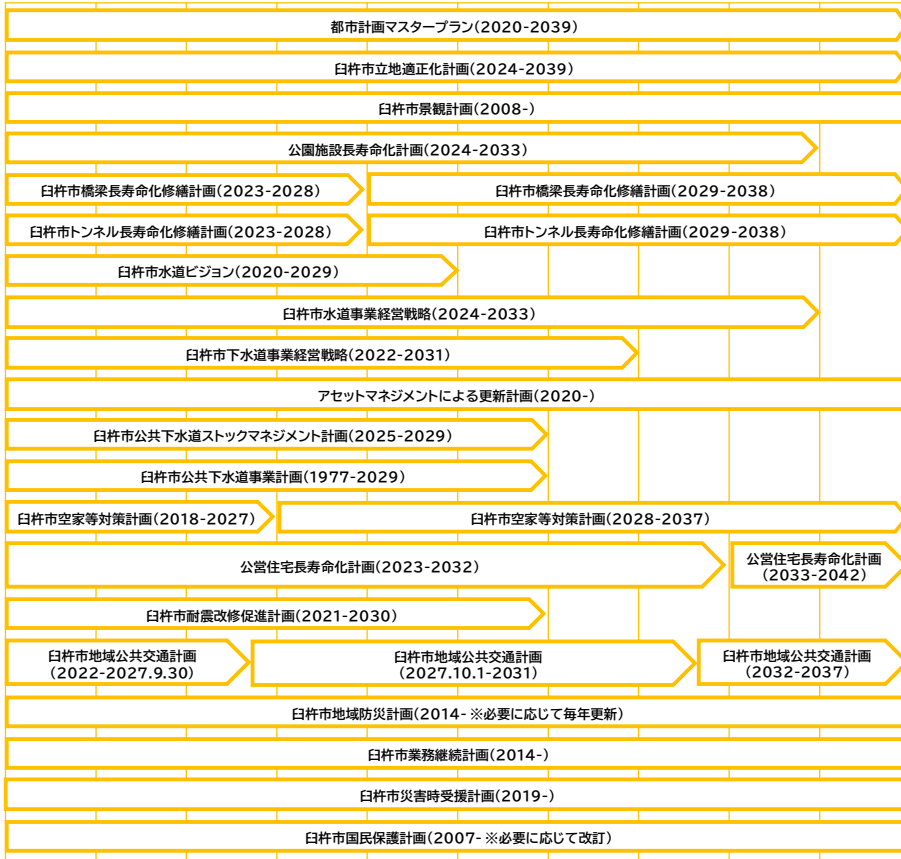 都市計画マスタープラン(2020-2039)
臼杵市立地適正化計画(2024-2039)
臼杵市景観計画(2008-)
公園施設長寿命化計画(2024-2033)
臼杵市橋梁長寿命化修繕計画(2023-2028)
臼杵市橋梁長寿命化修繕計画(2029-2038)
臼杵市トンネル長寿命化修繕計画(2023-2028)
臼杵市トンネル長寿命化修繕計画(2029-2038)
臼杵市水道ビジョン(2020-2029)
臼杵市水道事業経営戦略(2024-2033)
臼杵市下水道事業経営戦略(2022-2031)
アセットマネジメントによる更新計画(2020-)
臼杵市公共下水道ストックマネジメント計画(2025-2029)
臼杵市公共下水道事業計画(1977-2029)
臼杵市空家等対策計画(2018-2027)
臼杵市空家等対策計画(2028-2037)
公営住宅長寿命化計画(2023-2032)
公営住宅長寿命化計画
(2033-2042)
臼杵市耐震改修促進計画(2021-2030)
臼杵市地域公共交通計画
(2022-2027.9.30)
臼杵市地域公共交通計画
(2027.10.1-2031)
臼杵市地域公共交通計画
(2032-2037)
臼杵市地域防災計画(2014- ※必要に応じて毎年更新)
臼杵市業務継続計画(2014-)
臼杵市災害時受援計画(2019-)
臼杵市国民保護計画(2007- ※必要に応じて改訂)